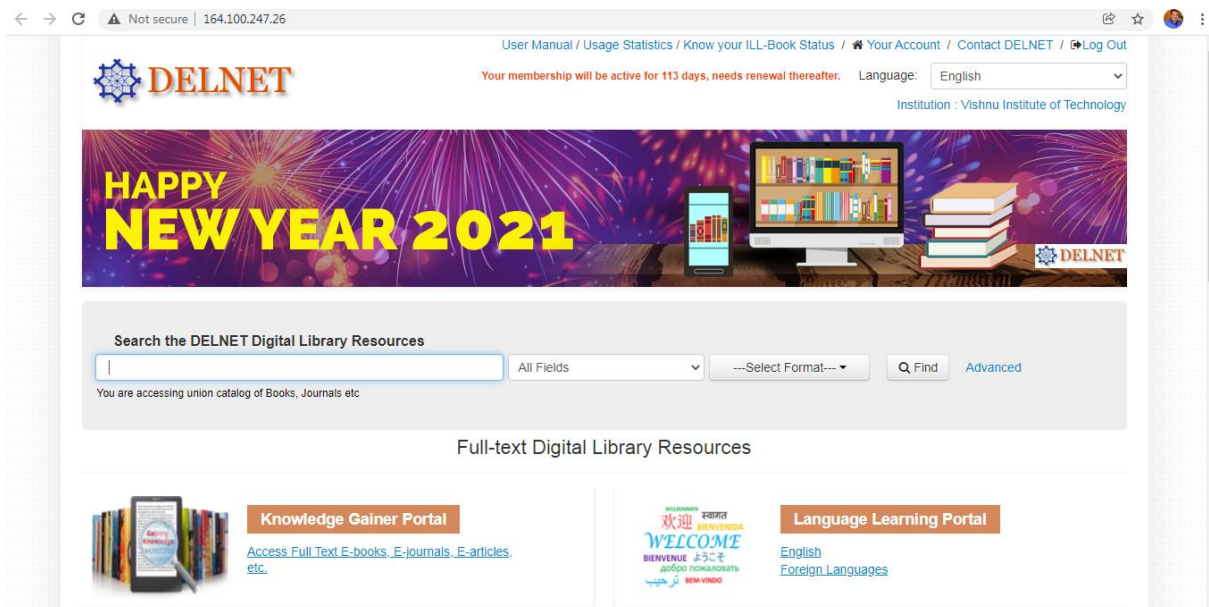 Not secure | 164.100.247.26
User Manual / Usage Statistics / Know your ILL-Book Status / Your Account / Contact DELNET / Log Out
DELNET
Your membership will be active for 113 days, needs renewal thereafter. Language: English
Institution : Vishnu Institute of Technology
HAPPY
NEW YEAR 2021
DELNET
Search the DELNET Digital Library Resources
All Fields ---Select Format--- Find Advanced
You are accessing union catalog of Books, Journals etc
Full-text Digital Library Resources
Gaining
Knowledge
Knowledge Gainer Portal
Access Full Text E-books, E-journals, E-articles,
etc.
WILLKOMMEN
欢迎 स्वागत
BIENVENIDA
WELCOME
BIENVENUE ようこそ
добро пожаловать
BEM-VINDO
Language Learning Portal
English
Foreign Languages